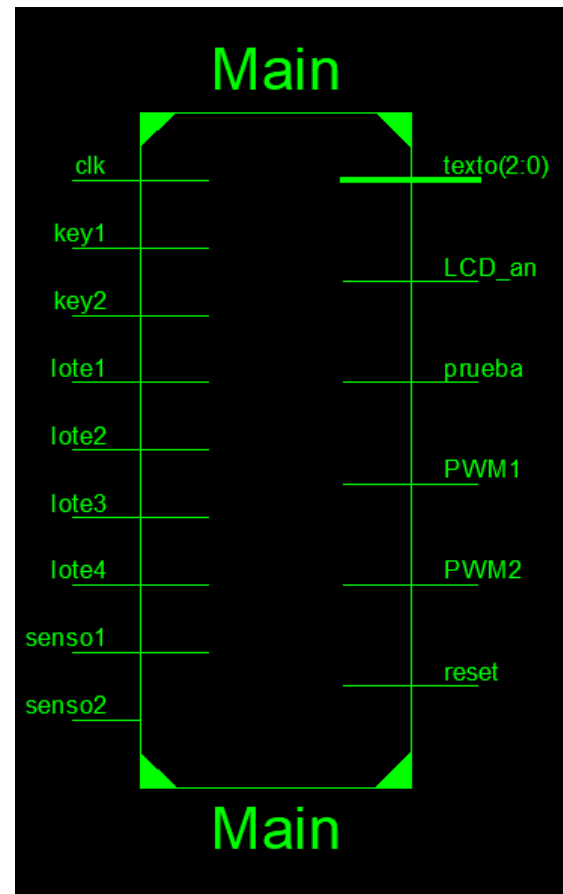 Main
clk
key1
key2
lote1
lote2
lote3
lote4
senso1
senso2
texto(2:0)
LCD_an
prueba
PWM1
PWM2
reset
Main